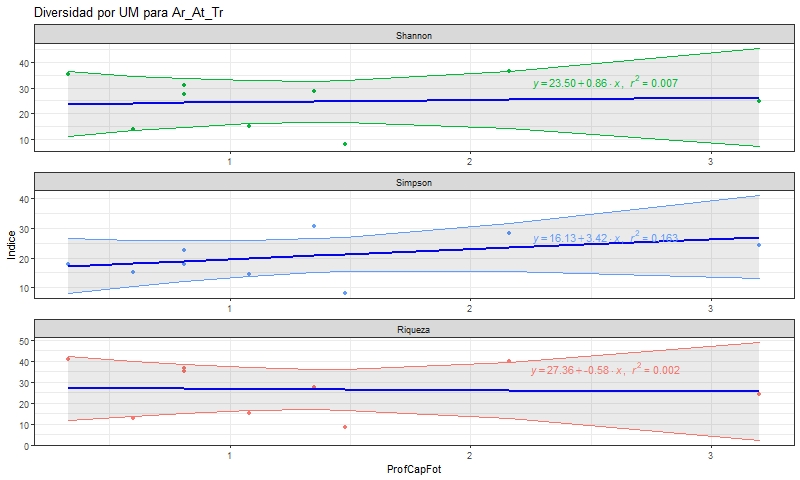 Diversidad por UM para Ar_At_Tr
Shannon
40
30
20
10
y = 23.50 + 0.86 · x, r² = 0.007
1 2 3
Simpson
40
30
20
10
y = 16.13 + 3.42 · x, r² = 0.163
1 2 3
Indice
Riqueza
50
40
30
20
10
0
y = 27.36 + -0.58 · x, r² = 0.002
1 2 3
ProfCapFot